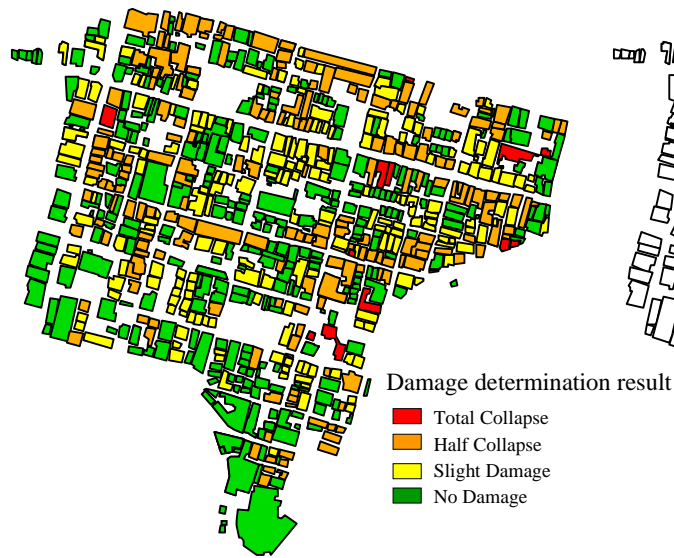 Damage determination result
Total Collapse
Half Collapse
Slight Damage
No Damage